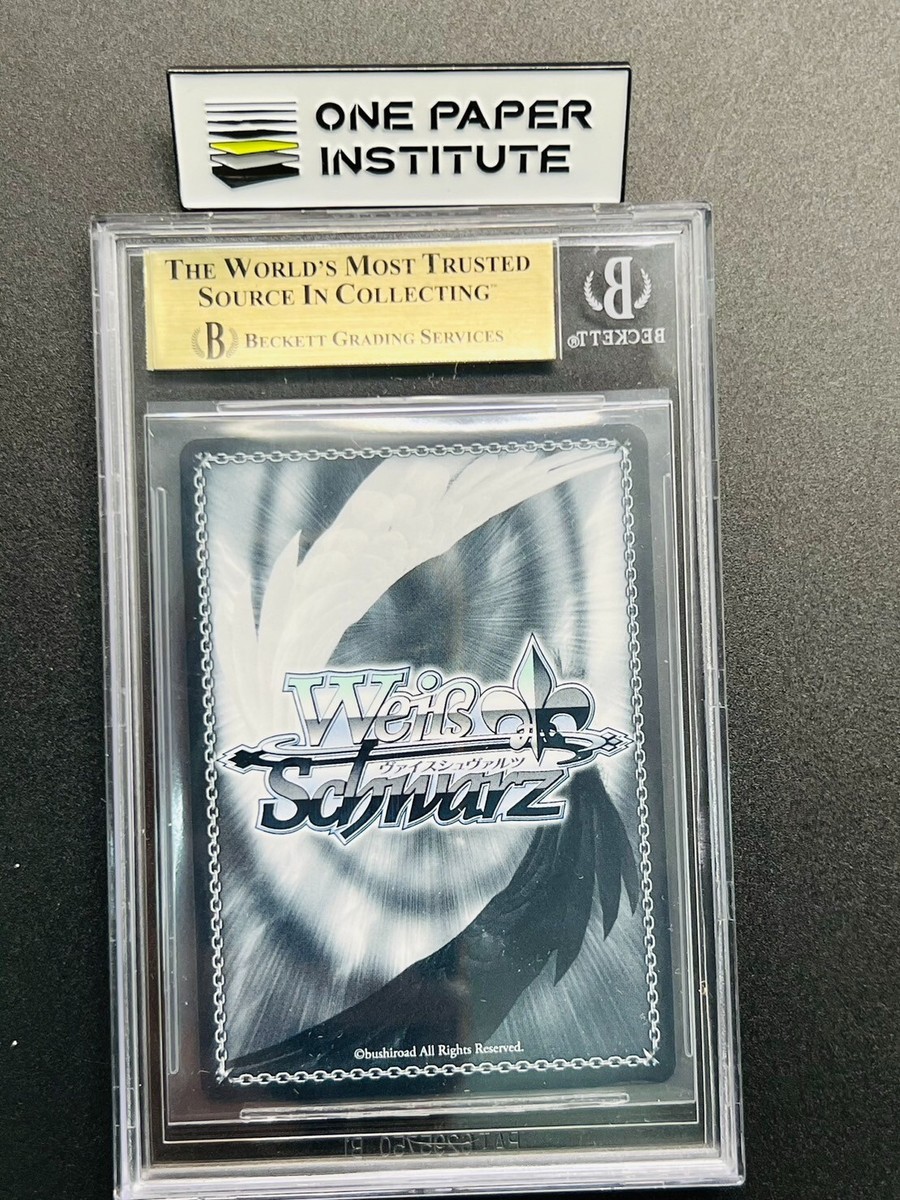 ONE PAPER
INSTITUTE
THE WORLD'S MOST TRUSTED
SOURCE IN COLLECTING™
B BECKETT GRADING SERVICES
B
BECKETT®
Weiß
ヴァイスシュヴァルツ
Schwarz
©bushiroad All Rights Reserved.